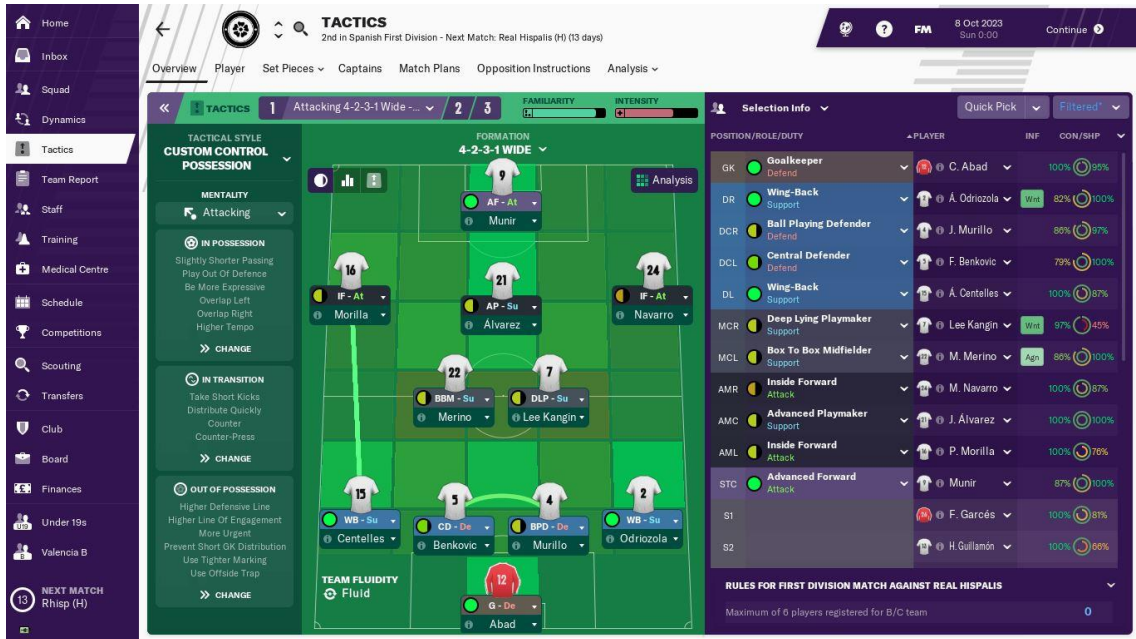 Home
Inbox
Squad
Dynamics
Tactics
Team Report
Staff
Training
Medical Centre
Schedule
Competitions
Scouting
Transfers
Club
Board
Finances
U19
Under 19s
B
Valencia B
13
NEXT MATCH
Rhisp (H)
TACTICS
2nd in Spanish First Division - Next Match: Real Hispalis (H) (13 days)
?
FM
8 Oct 2023
Sun 0:00
Continue
Overview
Player
Set Pieces
Captains
Match Plans
Opposition Instructions
Analysis
TACTICS
1
Attacking 4-2-3-1 Wide -...
2
3
FAMILIARITY
INTENSITY
TACTICAL STYLE
CUSTOM CONTROL
POSSESSION
MENTALITY
Attacking
IN POSSESSION
Slightly Shorter Passing
Play Out Of Defence
Be More Expressive
Overlap Left
Overlap Right
Higher Tempo
CHANGE
IN TRANSITION
Take Short Kicks
Distribute Quickly
Counter
Counter-Press
CHANGE
OUT OF POSSESSION
Higher Defensive Line
Higher Line Of Engagement
More Urgent
Prevent Short GK Distribution
Use Tighter Marking
Use Offside Trap
CHANGE
FORMATION
4-2-3-1 WIDE
Analysis
9
AF - At
Munir
16
IF - At
Morilla
21
AP - Su
Álvarez
24
IF - At
Navarro
22
BBM - Su
Merino
7
DLP - Su
Lee Kangin
15
WB - Su
Centelles
5
CD - De
Benkovic
4
BPD - De
Murillo
2
WB - Su
Odriozola
12
G - De
Abad
TEAM FLUIDITY
Fluid
Selection Info
Quick Pick
Filtered*
POSITION/ROLE/DUTY
PLAYER
INF
CON/SHP
GK
Goalkeeper
Defend
C. Abad
100%
95%
DR
Wing-Back
Support
Á. Odriozola
Wnt
82%
100%
DCR
Ball Playing Defender
Defend
J. Murillo
86%
97%
DCL
Central Defender
Defend
F. Benkovic
79%
100%
DL
Wing-Back
Support
Á. Centelles
100%
87%
MCR
Deep Lying Playmaker
Support
Lee Kangin
Wnt
97%
45%
MCL
Box To Box Midfielder
Support
M. Merino
Agn
86%
100%
AMR
Inside Forward
Attack
M. Navarro
100%
87%
AMC
Advanced Playmaker
Support
J. Álvarez
100%
100%
AML
Inside Forward
Attack
P. Morilla
100%
76%
STC
Advanced Forward
Attack
Munir
87%
100%
S1
F. Garcés
100%
81%
S2
H. Guillamón
100%
66%
RULES FOR FIRST DIVISION MATCH AGAINST REAL HISPALIS
Maximum of 6 players registered for B/C team
0